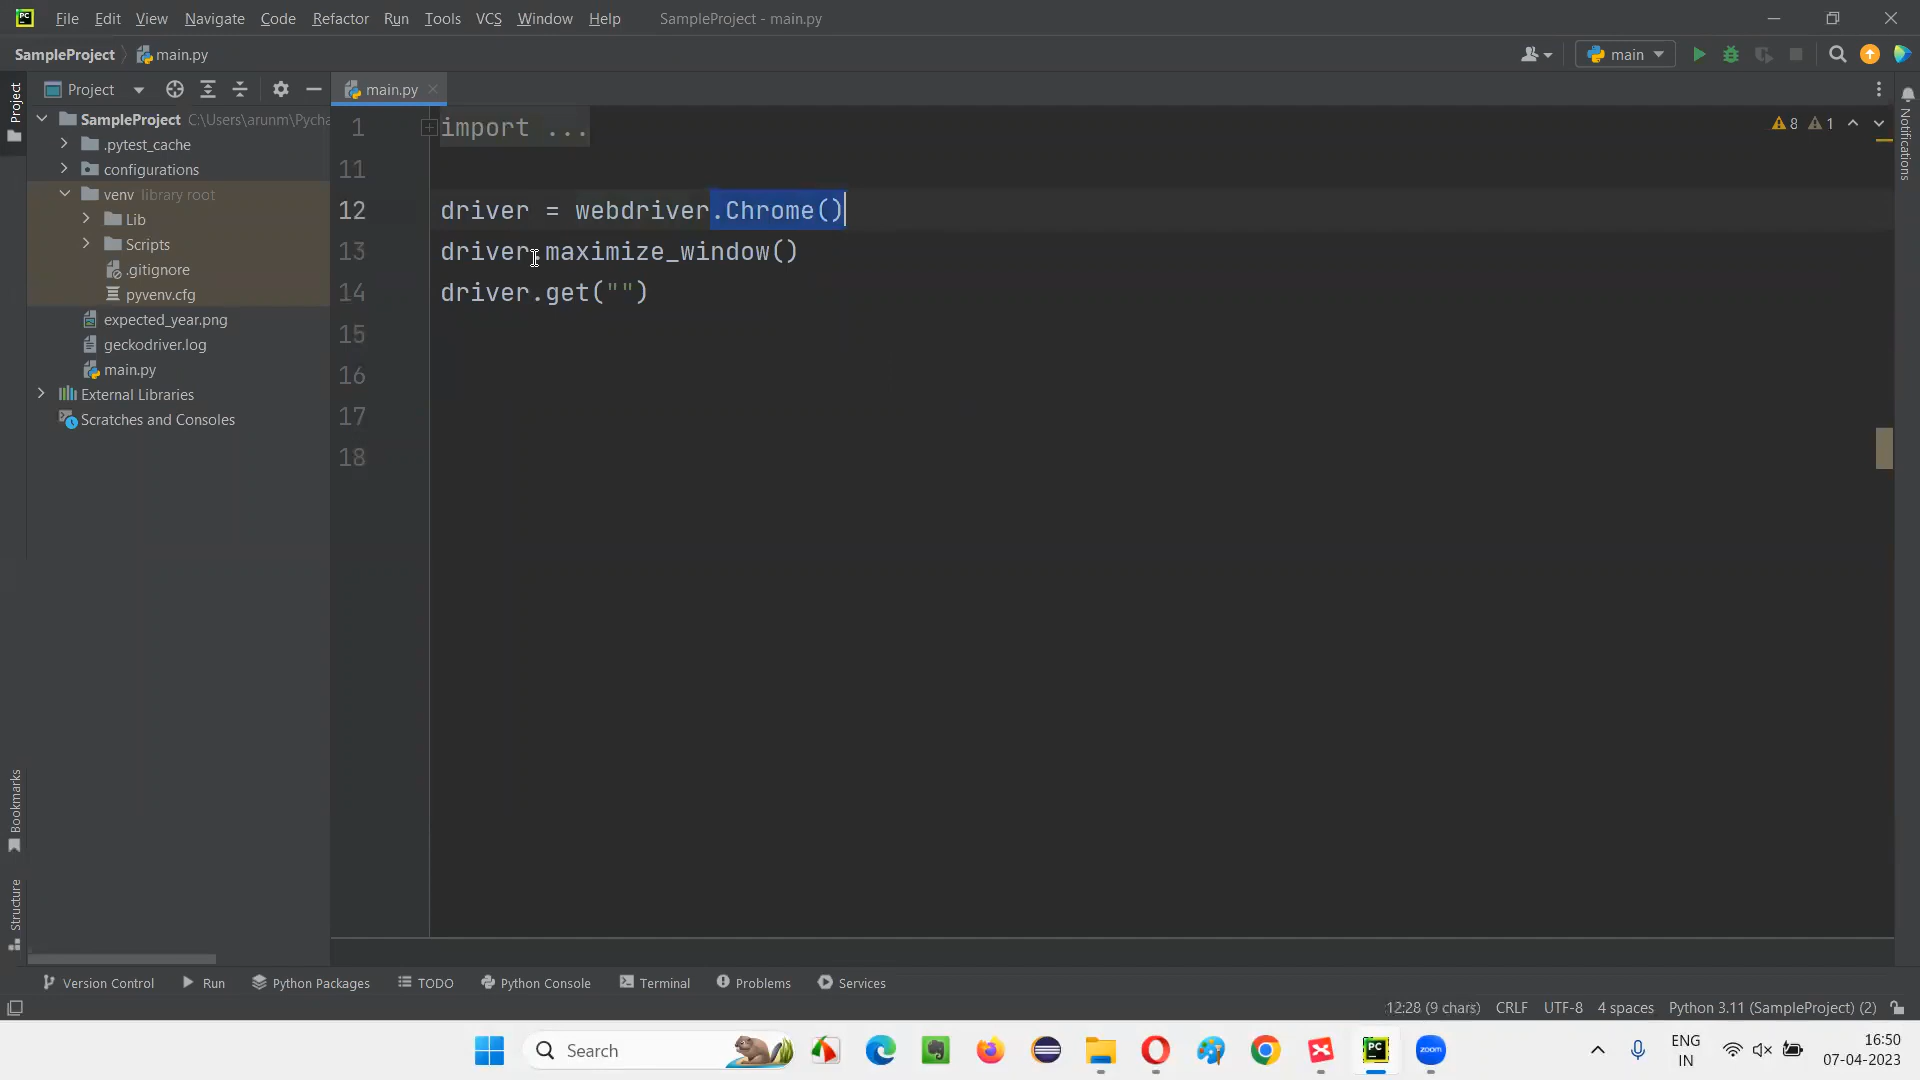 PC File Edit View Navigate Code Refactor Run Tools VCS Window Help SampleProject - main.py
SampleProject main.py main
Project main.py
Project
SampleProject C:\Users\arunm\Pycha
.pytest_cache
configurations
venv library root
Lib
Scripts
.gitignore
pyvenv.cfg
expected_year.png
geckodriver.log
main.py
External Libraries
Scratches and Consoles
1 import ...
11
12 driver = webdriver.Chrome()
13 driver.maximize_window()
14 driver.get("")
15
16
17
18
8 1
Notifications
Bookmarks
Structure
Version Control Run Python Packages TODO Python Console Terminal Problems Services
12:28 (9 chars) CRLF UTF-8 4 spaces Python 3.11 (SampleProject) (2)
Search PC zoom ENG
IN
16:50
07-04-2023